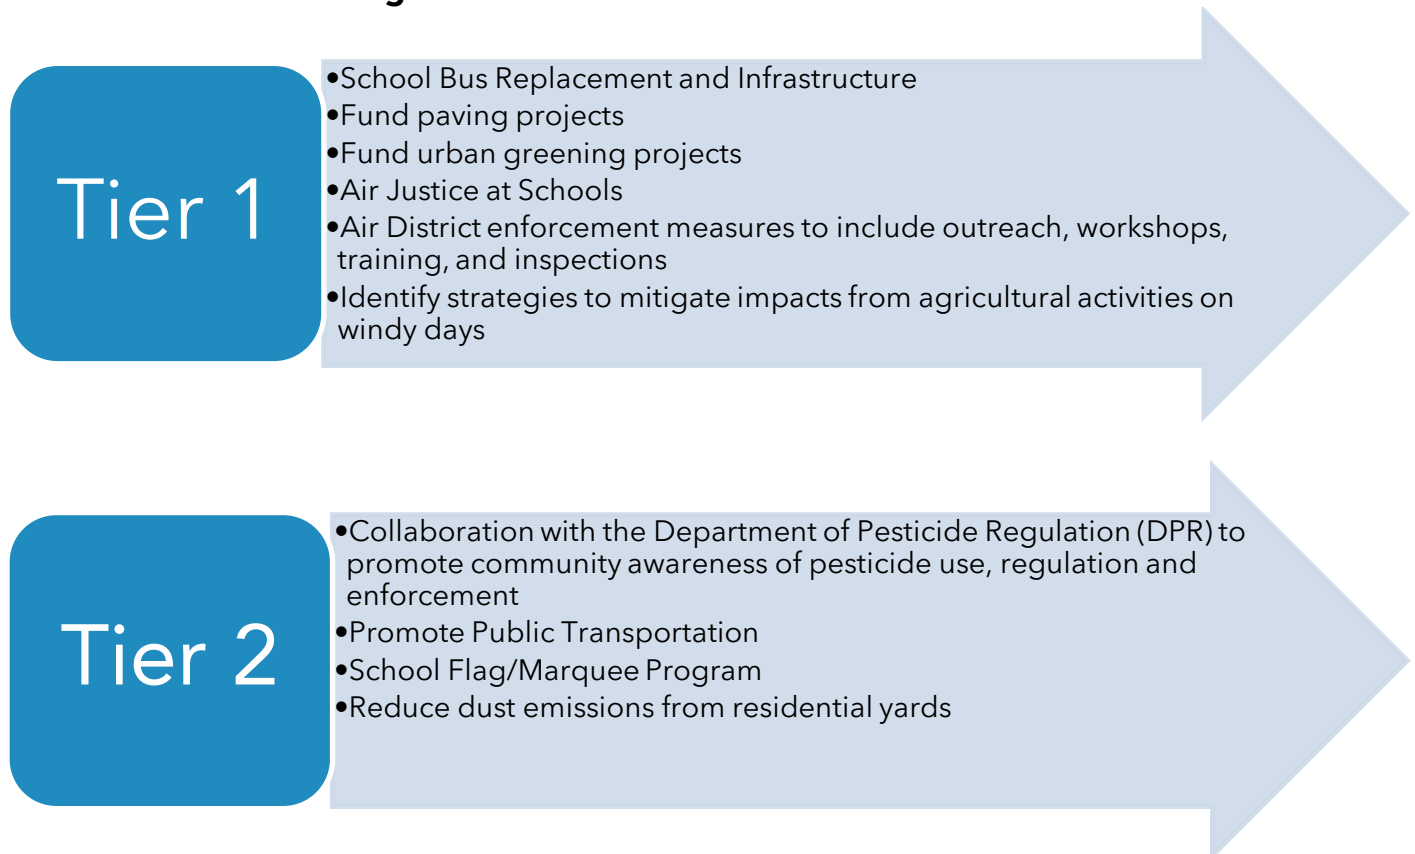 Tier 1
•School Bus Replacement and Infrastructure
•Fund paving projects
•Fund urban greening projects
•Air Justice at Schools
•Air District enforcement measures to include outreach, workshops,
training, and inspections
•Identify strategies to mitigate impacts from agricultural activities on
windy days
Tier 2
•Collaboration with the Department of Pesticide Regulation (DPR) to
promote community awareness of pesticide use, regulation and
enforcement
•Promote Public Transportation
•School Flag/Marquee Program
•Reduce dust emissions from residential yards